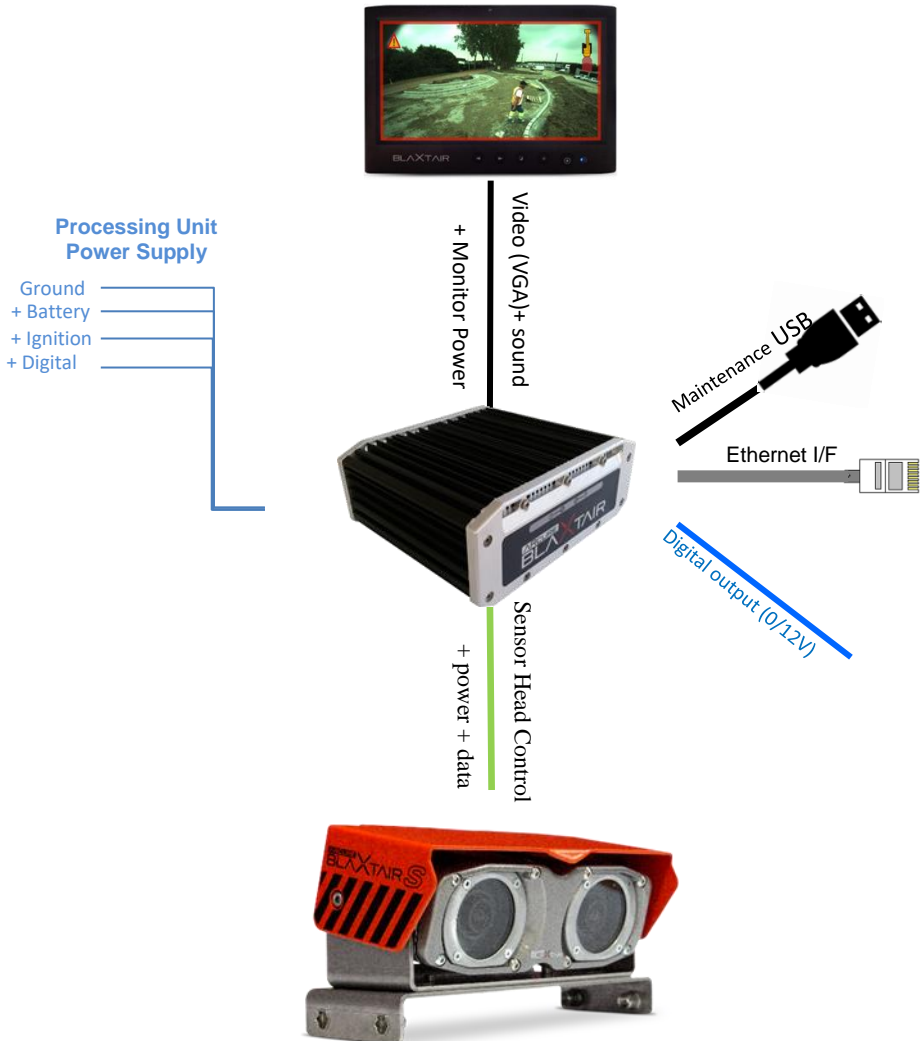 BLAXTAIR
Processing Unit
Power Supply
Ground
+ Battery
+ Ignition
+ Digital
Video (VGA)+ sound
+ Monitor Power
Maintenance USB
Ethernet I/F
Digital output (0/12V)
ARCURE
BLAXTAIR
Sensor Head Control
+ power + data
BLAXTAIR S